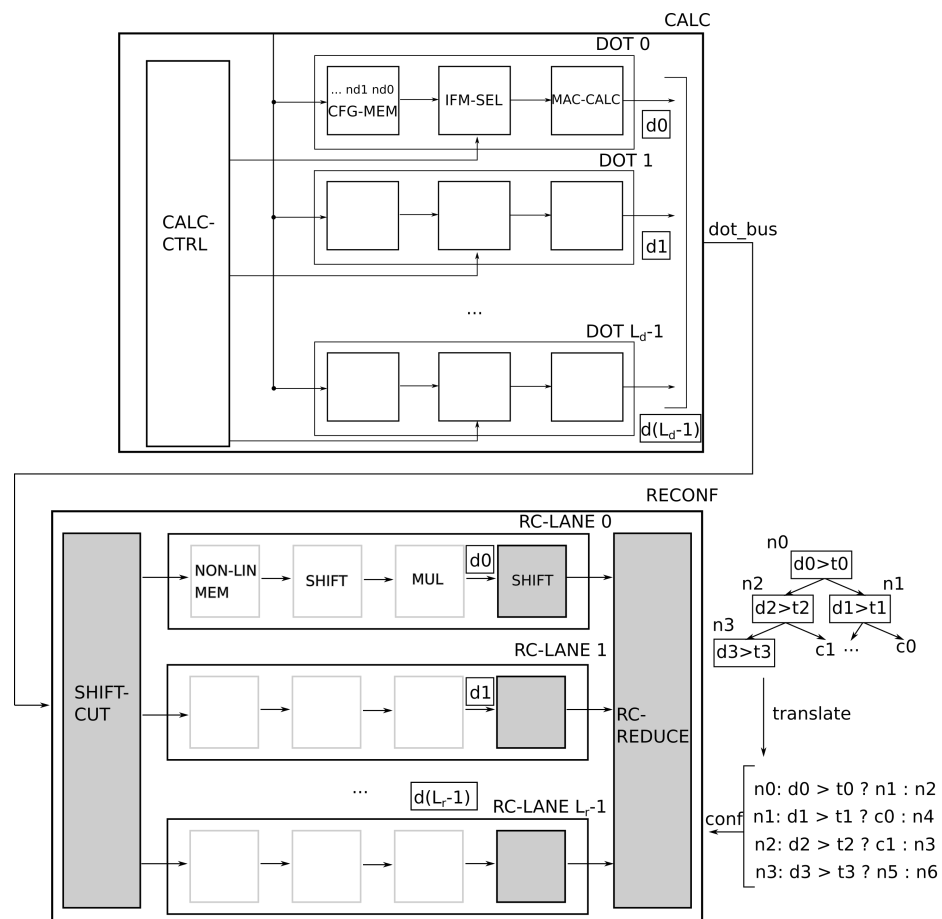 CALC
DOT 0
... nd1 nd0
CFG-MEM
IFM-SEL
MAC-CALC
d0
DOT 1
CALC-
CTRL
d1
dot_bus
...
DOT Ld-1
d(Ld-1)
RECONF
RC-LANE 0
NON-LIN
MEM
SHIFT
MUL
d0
SHIFT
n0
d0>t0
n2
n1
d2>t2
d1>t1
n3
d3>t3
c1
...
c0
RC-LANE 1
SHIFT-
CUT
d1
RC-
REDUCE
translate
...
d(Lr-1)
RC-LANE Lr-1
conf
n0: d0 > t0 ? n1 : n2
n1: d1 > t1 ? c0 : n4
n2: d2 > t2 ? c1 : n3
n3: d3 > t3 ? n5 : n6